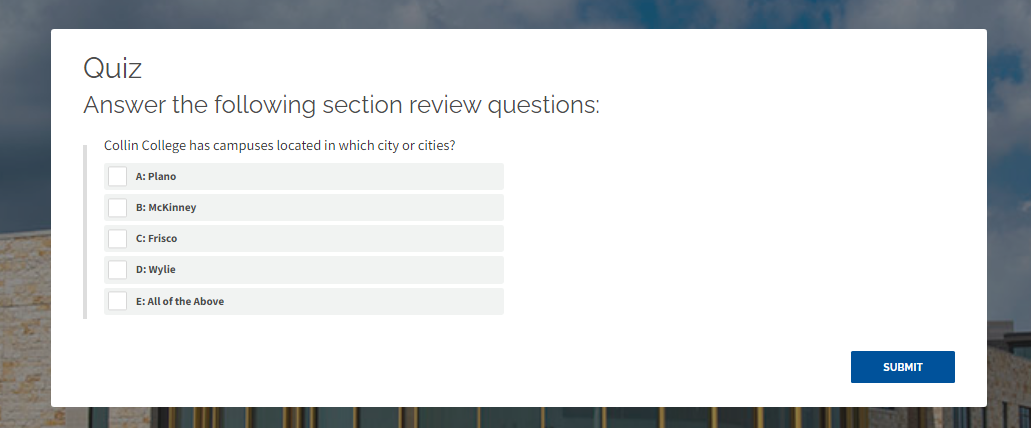 Quiz
Answer the following section review questions:
Collin College has campuses located in which city or cities?
A: Plano
B: McKinney
C: Frisco
D: Wylie
E: All of the Above
SUBMIT